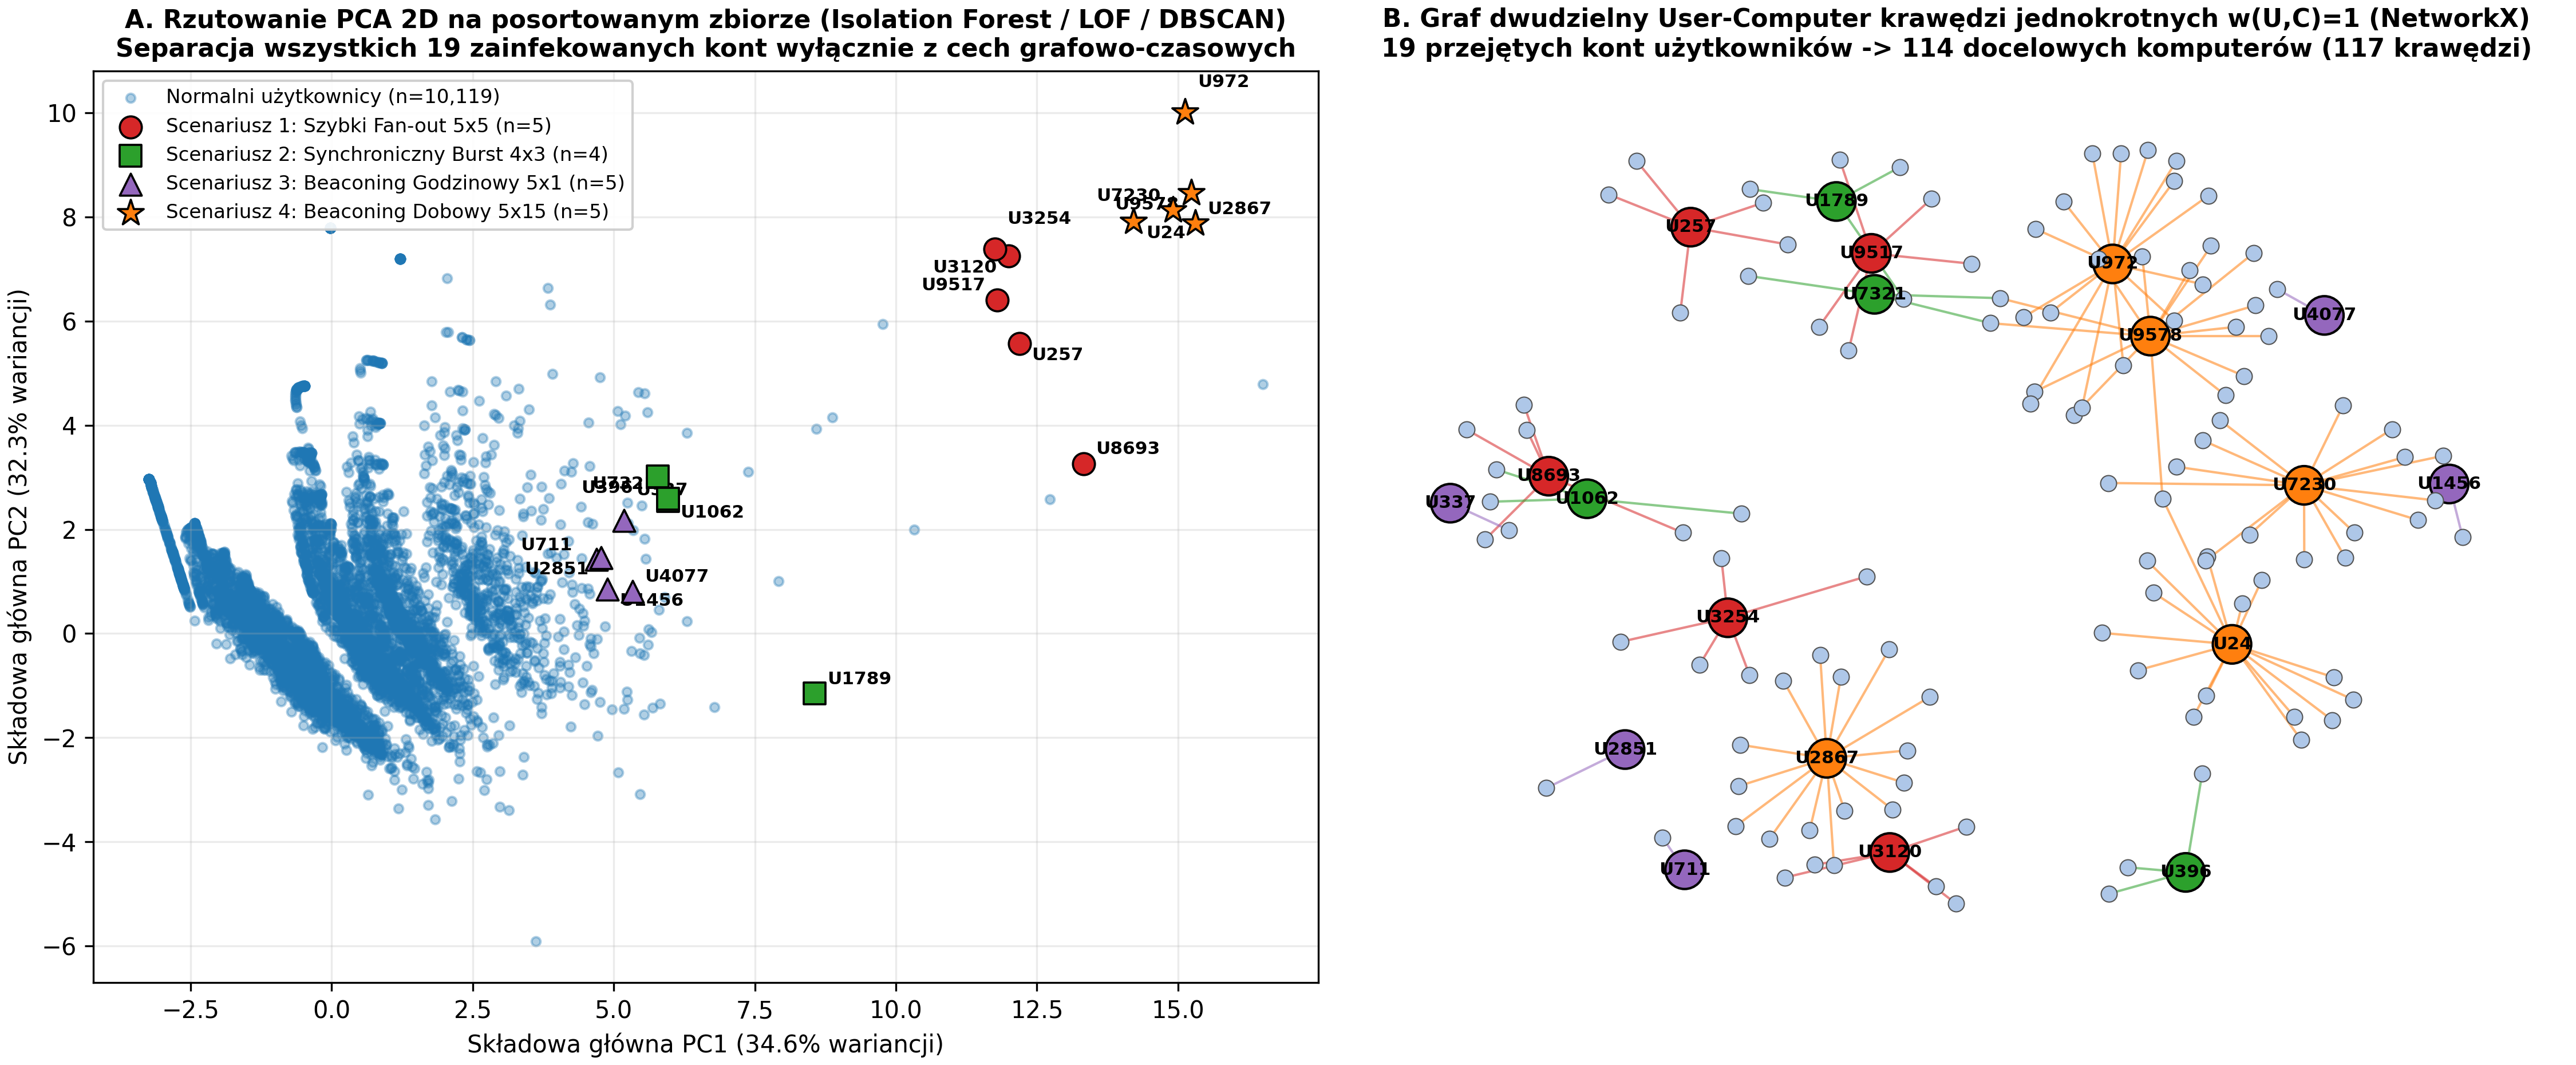 A. Rzutowanie PCA 2D na posortowanym zbiorze (Isolation Forest / LOF / DBSCAN)
Separacja wszystkich 19 zainfekowanych kont wyłącznie z cech grafowo-czasowych
Normalni użytkownicy (n=10,119)
Scenariusz 1: Szybki Fan-out 5x5 (n=5)
Scenariusz 2: Synchroniczny Burst 4x3 (n=4)
Scenariusz 3: Beaconing Godzinowy 5x1 (n=5)
Scenariusz 4: Beaconing Dobowy 5x15 (n=5)
U972
U7230
U2867
U24
U3254
U3120
U9517
U257
U8693
U1062
U711
U2851
U4077
U1789
10
8
6
4
2
0
−2
−4
−6
−2.5
0.0
2.5
5.0
7.5
10.0
12.5
15.0
Składowa główna PC1 (34.6% wariancji)
Składowa główna PC2 (32.3% wariancji)
B. Graf dwudzielny User-Computer krawędzi jednokrotnych w(U,C)=1 (NetworkX)
19 przejętych kont użytkowników -> 114 docelowych komputerów (117 krawędzi)
U257
U1789
U9517
U7321
U972
U9578
U4077
U8693
U337
U1062
U7230
U1456
U3254
U24
U2851
U2867
U711
U3120
U396